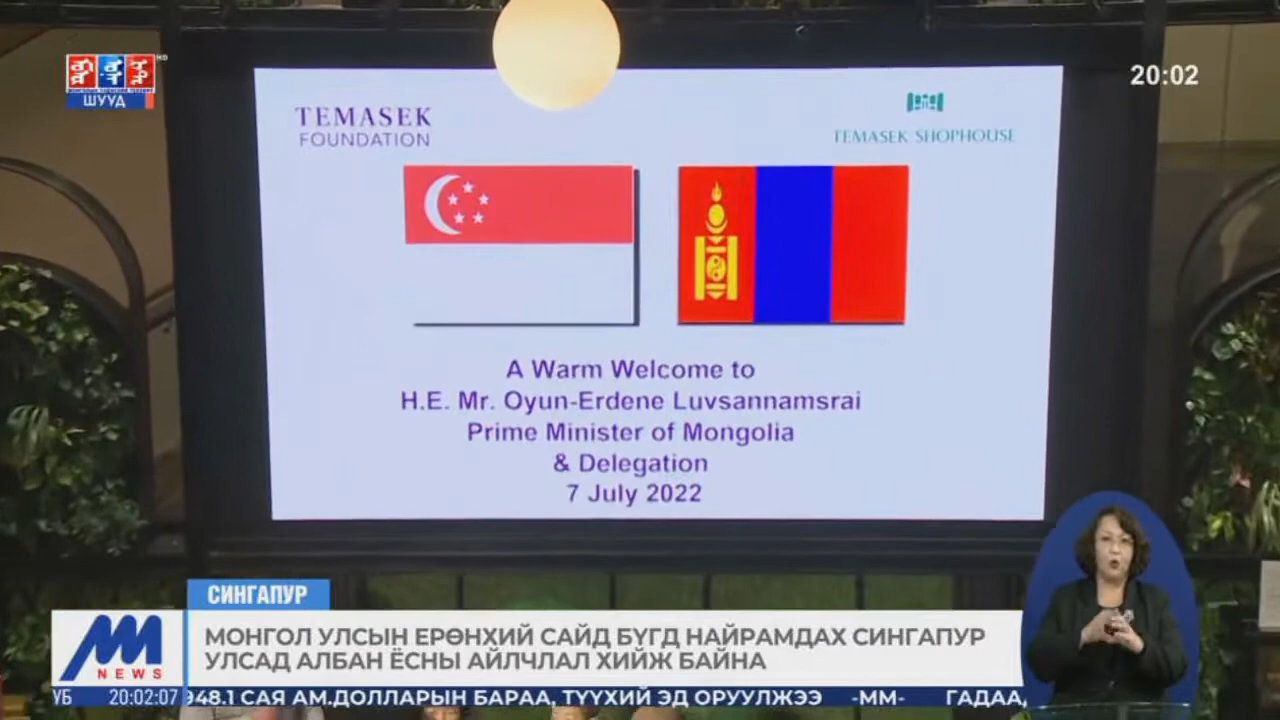 ШУУД
20:02
TEMASEK
FOUNDATION
TEMASEK SHOPHOUSE
A Warm Welcome to
H.E. Mr. Oyun-Erdene Luvsannamsrai
Prime Minister of Mongolia
& Delegation
7 July 2022
СИНГАПУР
МОНГОЛ УЛСЫН ЕРӨНХИЙ САЙД БҮГД НАЙРАМДАХ СИНГАПУР
УЛСАД АЛБАН ЁСНЫ АЙЛЧЛАЛ ХИЙЖ БАЙНА
NEWS
УБ 20:02:07 948.1 САЯ АМ.ДОЛЛАРЫН БАРАА, ТҮҮХИЙ ЭД ОРУУЛЖЭЭ -ММ- ГАДАА,